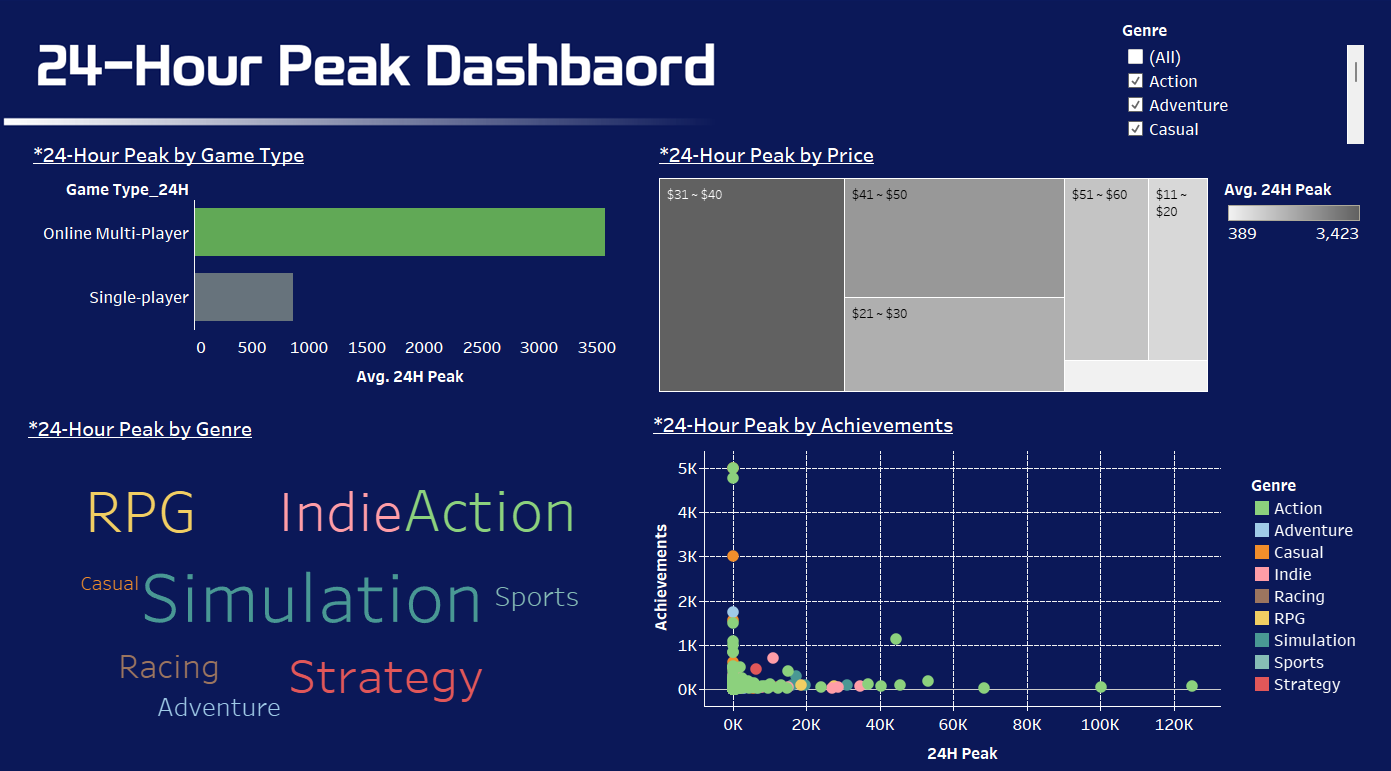 24-Hour Peak Dashbaord
Genre
(All)
Action
Adventure
Casual
*24-Hour Peak by Game Type
Game Type_24H
Online Multi-Player
Single-player
0 500 1000 1500 2000 2500 3000 3500
Avg. 24H Peak
*24-Hour Peak by Price
$31 ~ $40
$41 ~ $50
$51 ~ $60
$11 ~
$20
$21 ~ $30
Avg. 24H Peak
389 3,423
*24-Hour Peak by Genre
RPG
Indie
Action
Casual
Simulation
Sports
Racing
Strategy
Adventure
*24-Hour Peak by Achievements
Achievements
5K
4K
3K
2K
1K
0K
0K 20K 40K 60K 80K 100K 120K
24H Peak
Genre
Action
Adventure
Casual
Indie
Racing
RPG
Simulation
Sports
Strategy